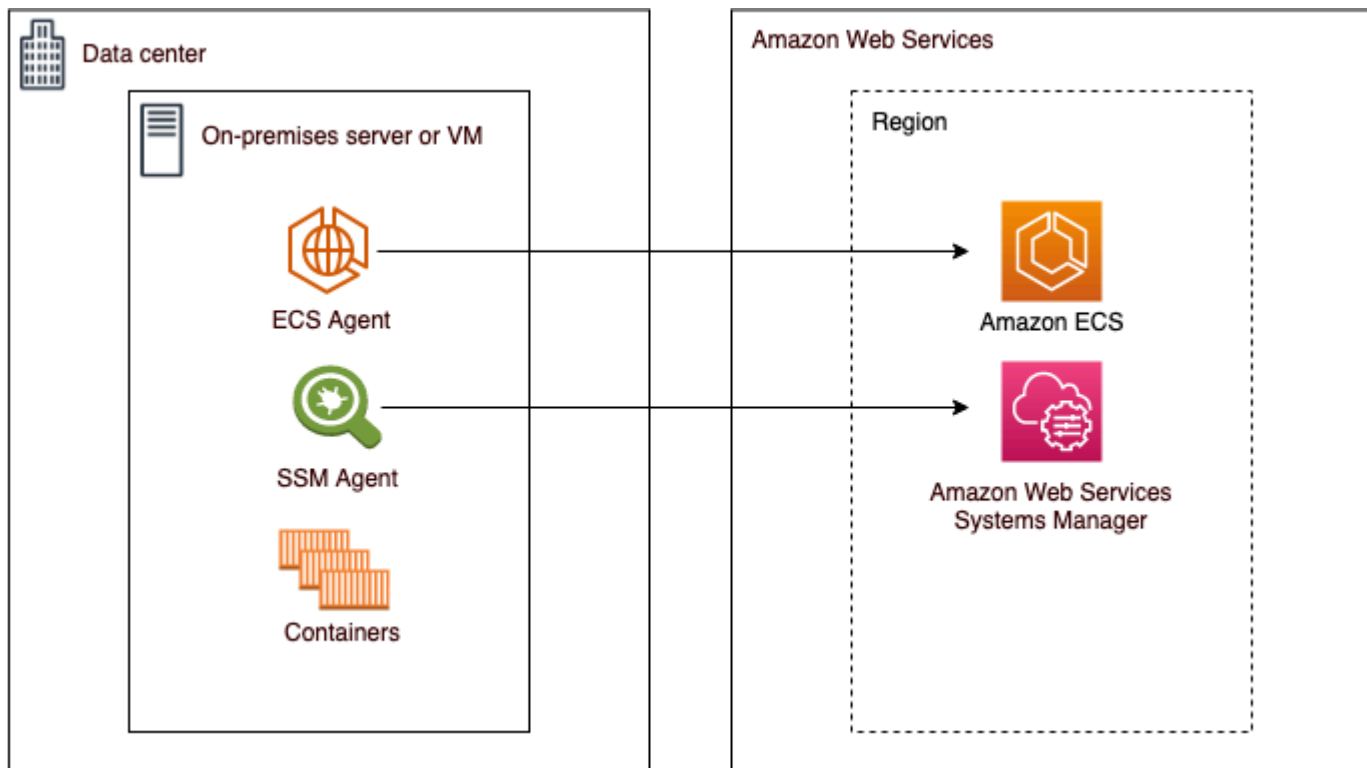 Data center
On-premises server or VM
ECS Agent
SSM Agent
Containers
Amazon Web Services
Region
Amazon ECS
Amazon Web Services
Systems Manager